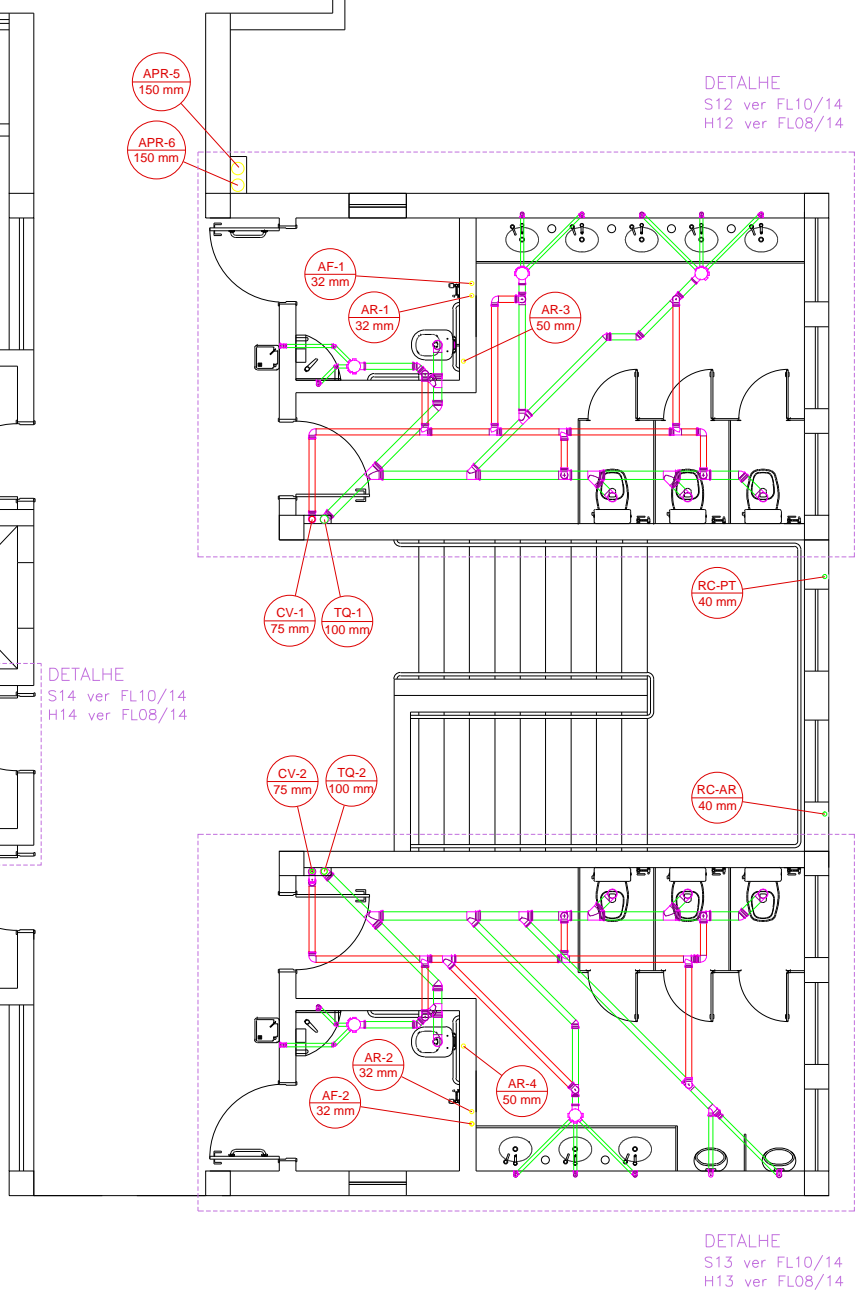 APR-5
150 mm
DETALHE
S12 ver FL10/14
H12 ver FL08/14
APR-6
150 mm
AF-1
32 mm
AR-1
32 mm
AR-3
50 mm
RC-PT
40 mm
CV-1
75 mm
TQ-1
100 mm
DETALHE
S14 ver FL10/14
H14 ver FL08/14
CV-2
75 mm
TQ-2
100 mm
RC-AR
40 mm
AR-2
32 mm
AF-2
32 mm
AR-4
50 mm
DETALHE
S13 ver FL10/14
H13 ver FL08/14